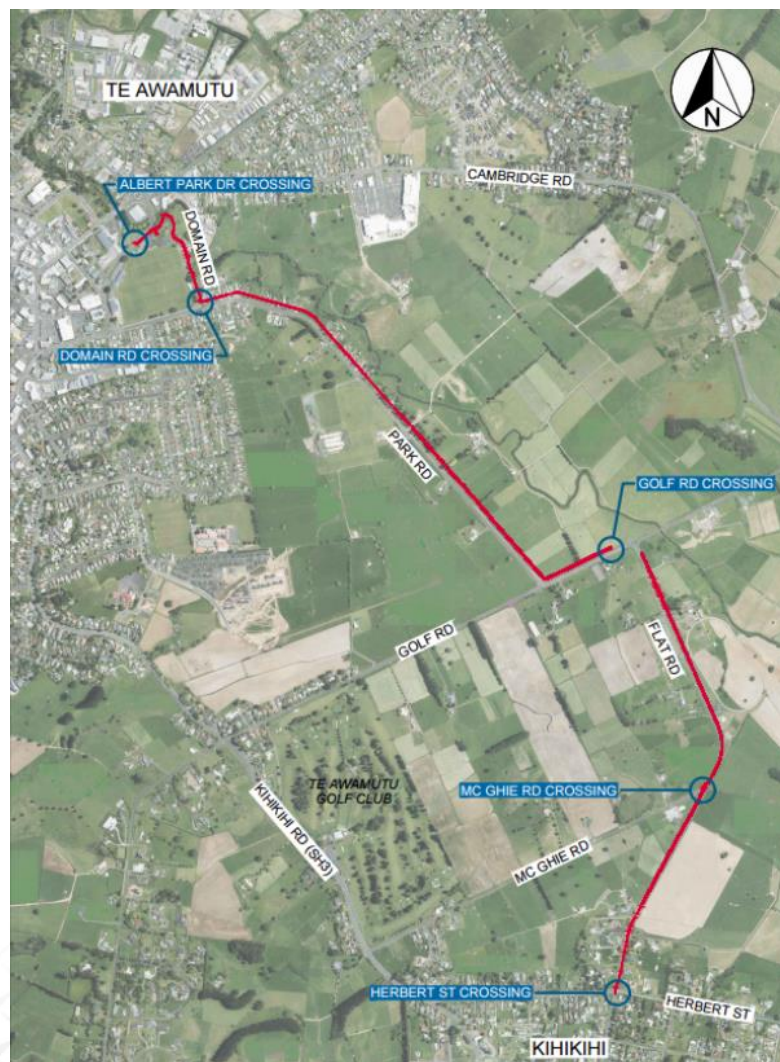 TE AWAMUTU
N
CAMBRIDGE RD
ALBERT PARK DR CROSSING
DOMAIN RD
DOMAIN RD CROSSING
PARK RD
GOLF RD CROSSING
GOLF RD
FLAT RD
TE AWAMUTU
GOLF CLUB
MC GHIE RD CROSSING
KIHIKIHI RD (SH3)
MC GHIE RD
HERBERT ST CROSSING
HERBERT ST
KIHIKIHI